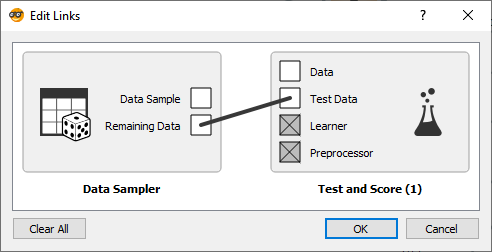 Edit Links
?
Data Sample
Remaining Data
Data Sampler
Data
Test Data
Learner
Preprocessor
Test and Score (1)
Clear All
OK
Cancel